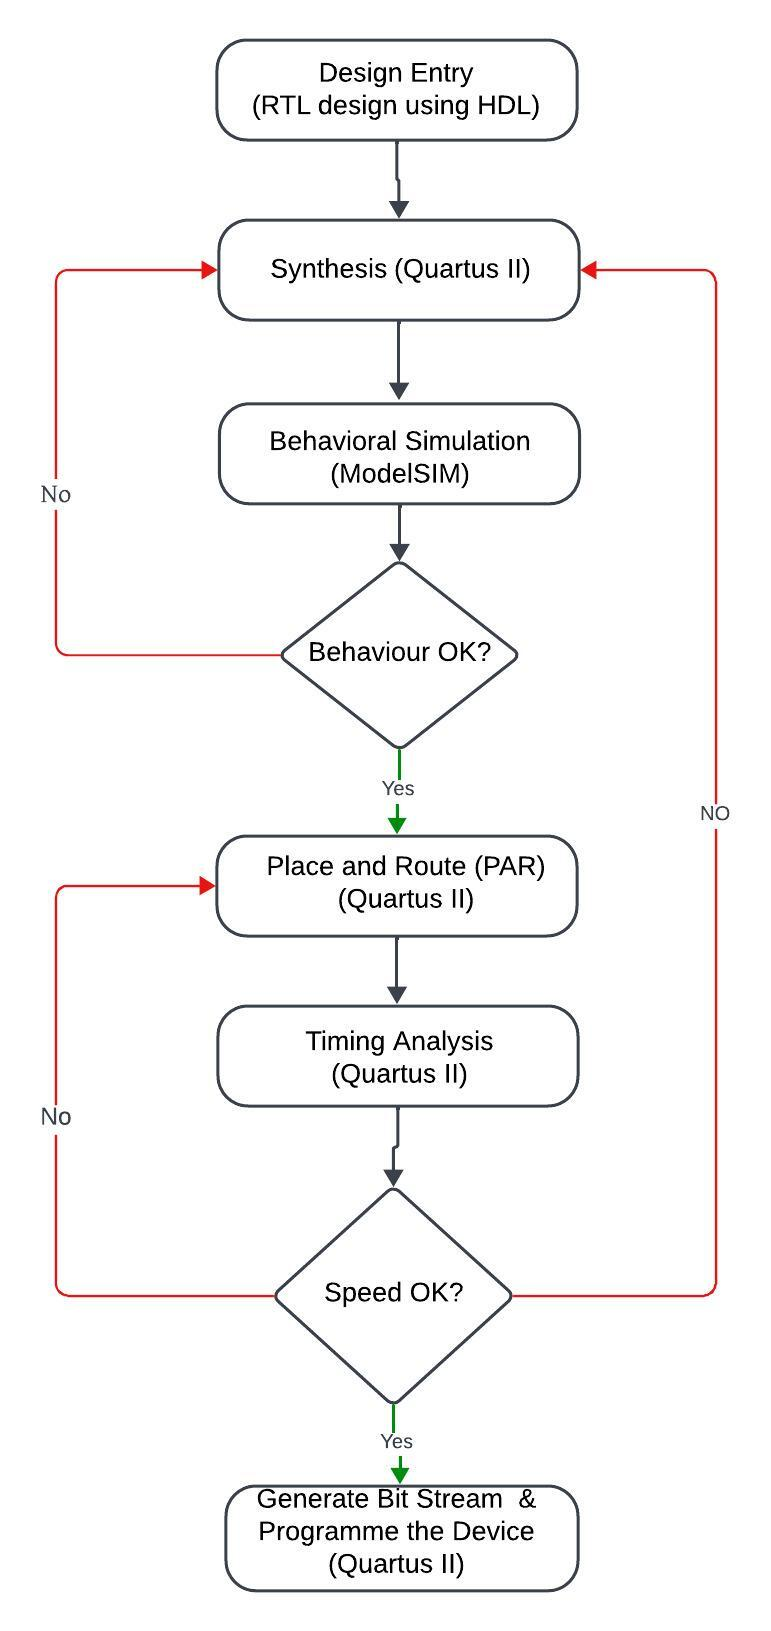 Design Entry
(RTL design using HDL)
Synthesis (Quartus II)
Behavioral Simulation
(ModelSIM)
No
Behaviour OK?
Yes
NO
Place and Route (PAR)
(Quartus II)
Timing Analysis
(Quartus II)
No
Speed OK?
Yes
Generate Bit Stream  &
Programme the Device
(Quartus II)